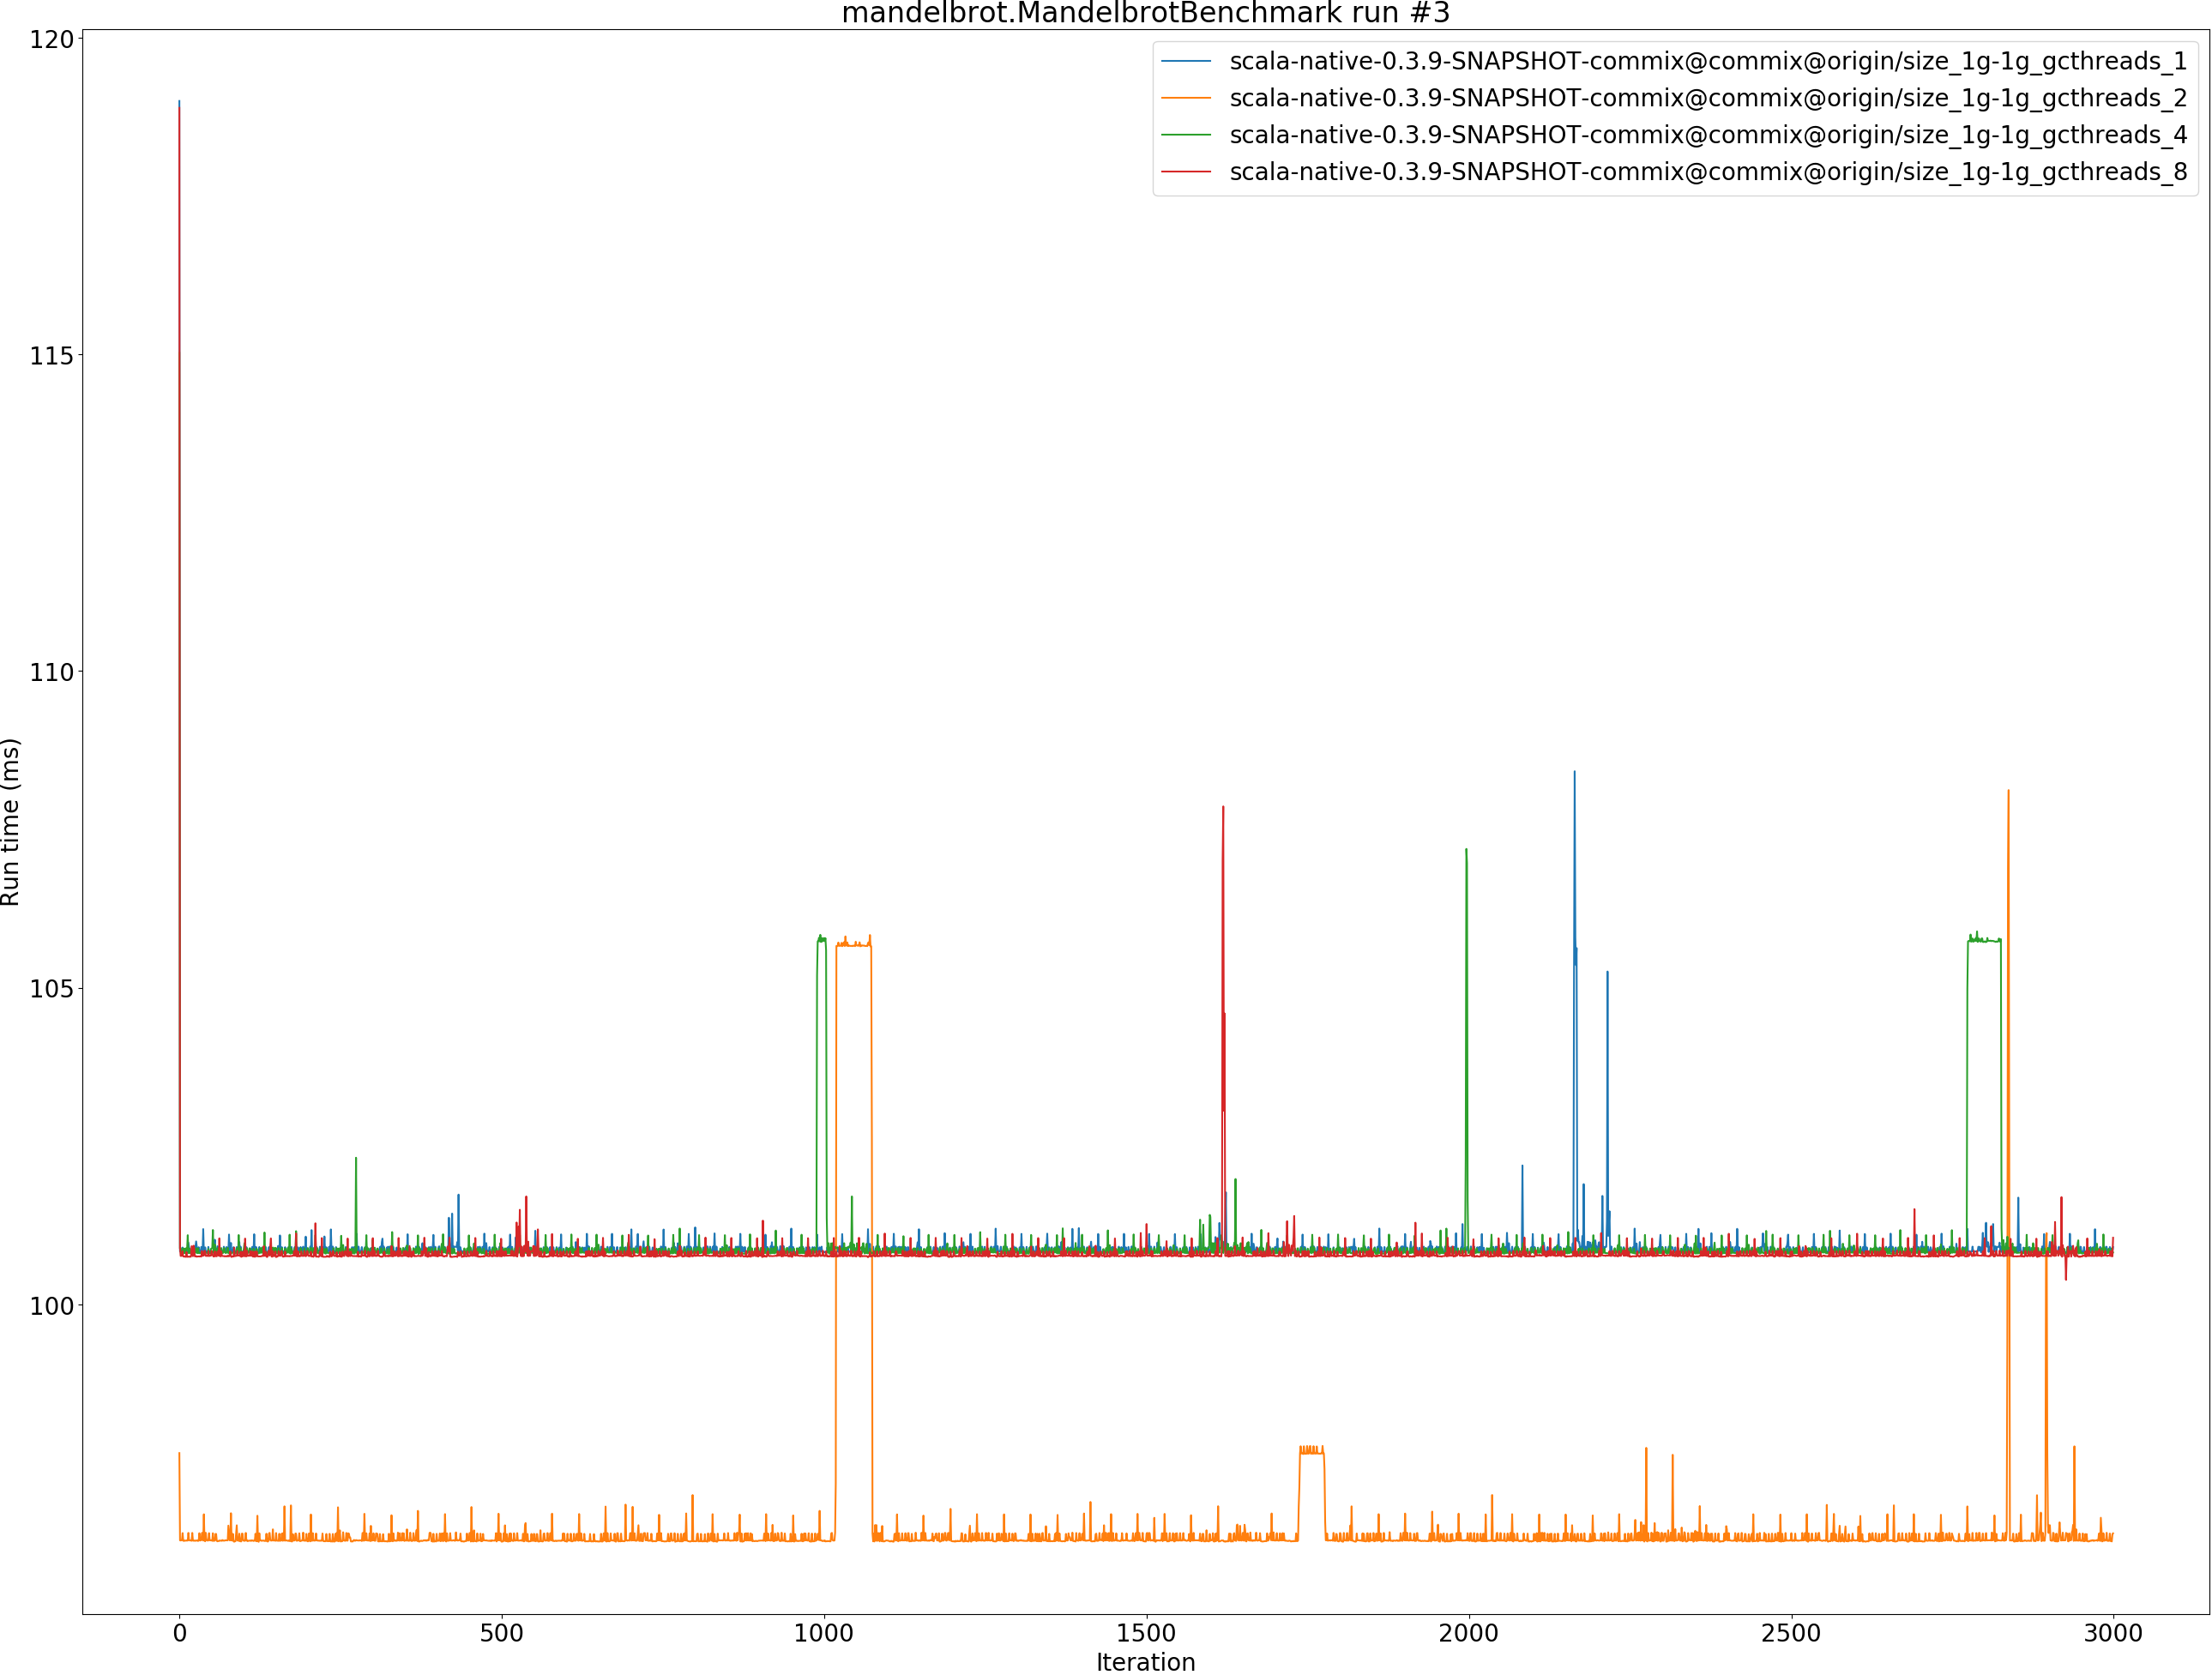 mandelbrot.MandelbrotBenchmark run #3
120
115
110
105
100
Run time (ms)
scala-native-0.3.9-SNAPSHOT-commix@commix@origin/size_1g-1g_gcthreads_1
scala-native-0.3.9-SNAPSHOT-commix@commix@origin/size_1g-1g_gcthreads_2
scala-native-0.3.9-SNAPSHOT-commix@commix@origin/size_1g-1g_gcthreads_4
scala-native-0.3.9-SNAPSHOT-commix@commix@origin/size_1g-1g_gcthreads_8
0 500 1000 1500 2000 2500 3000
Iteration